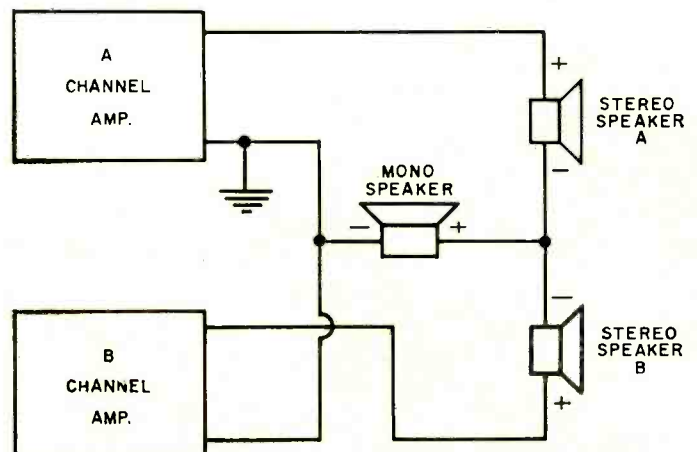 A
CHANNEL
AMP.
+
STEREO
SPEAKER
A
−
MONO
SPEAKER
− +
−
STEREO
SPEAKER
B
+
B
CHANNEL
AMP.